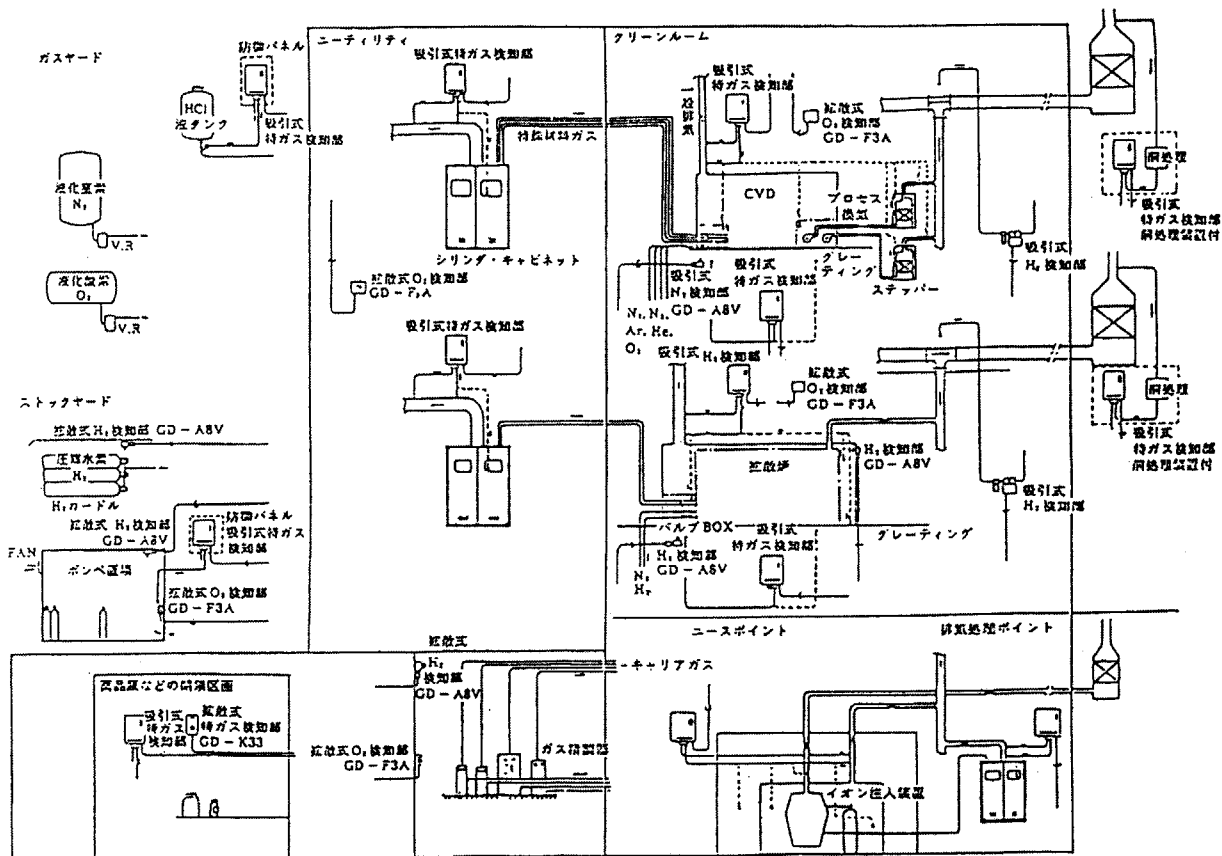 ガスヤード
防御パネル
HCl
液タンク
吸引式
特ガス検知部
液化窒素
N₂
V.R
液化酸素
O₂
V.R
ストックヤード
拡散式 H₂ 検知部 GD-A8V
圧縮水素
H₂
H₂カードル
拡散式 H₂ 検知部
GD-A8V
防御パネル
吸引式特ガス
検知部
FAN
ボンベ置場
拡散式 O₂ 検知部
GD-F3A
ユーティリティ
吸引式特ガス検知部
特殊材料ガス
シリンダ・キャビネット
拡散式 O₂ 検知部
GD-F3A
吸引式特ガス検知部
クリーンルーム
吸引式
特ガス検知部
一般排気
拡散式
O₂ 検知部
GD-F3A
CVD
プロセス
換気
グレー
ティング
ステッパー
吸引式
H₂ 検知部
GD-A8V
吸引式
特ガス検知部
Ar, He,
O₂
吸引式
H₂ 検知部
銅処理
吸引式
特ガス検知部
銅処理装置付
吸引式 H₂ 検知部
拡散式
O₂ 検知部
GD-F3A
拡散炉
H₂ 検知部
GD-A8V
バルブ BOX
H₂ 検知部
GD-A8V
N₂
吸引式
特ガス検知部
グレーティング
吸引式
H₂ 検知部
銅処理
吸引式
特ガス検知部
銅処理装置付
ユースポイント
排気処理ポイント
薬品庫などの閉鎖区画
吸引式
特ガス
検知部
拡散式
特ガス検知部
GD-K33
拡散式
H₂
検知部
GD-A8V
拡散式 O₂ 検知部
GD-F3A
キャリアガス
ガス精製器
イオン注入装置